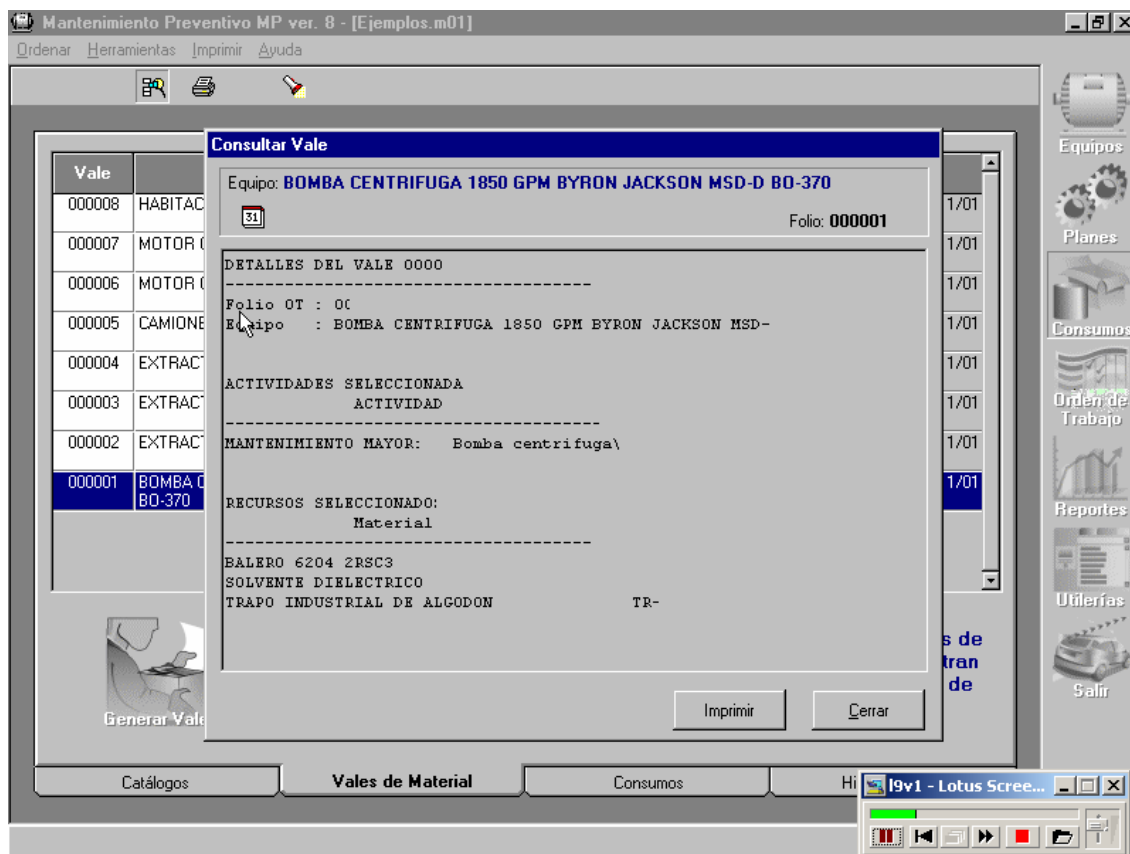 Mantenimiento Preventivo MP ver. 8 - [Ejemplos.m01]
Ordenar Herramientas Imprimir Ayuda
Consultar Vale
Equipo: BOMBA CENTRIFUGA 1850 GPM BYRON JACKSON MSD-D BO-370
31
Folio: 000001
DETALLES DEL VALE 0000
Folio OT : 00
Equipo : BOMBA CENTRIFUGA 1850 GPM BYRON JACKSON MSD-
ACTIVIDADES SELECCIONADA
ACTIVIDAD
MANTENIMIENTO MAYOR: Bomba centrifuga\
RECURSOS SELECCIONADO:
Material
BALERO 6204 2RSC3
SOLVENTE DIELECTRICO
TRAPO INDUSTRIAL DE ALGODON TR-
Imprimir Cerrar
Vale
000008 HABITAC 1/01
000007 MOTOR 1/01
000006 MOTOR 1/01
000005 CAMIONE 1/01
000004 EXTRACT 1/01
000003 EXTRACT 1/01
000002 EXTRACT 1/01
000001 BOMBA C 1/01
BO-370
Generar Vale
s de
tran
de
Catálogos Vales de Material Consumos Hi
Equipos
Planes
Consumos
Orden de
Trabajo
Reportes
Utilerías
Salir
l9v1 - Lotus Scree...